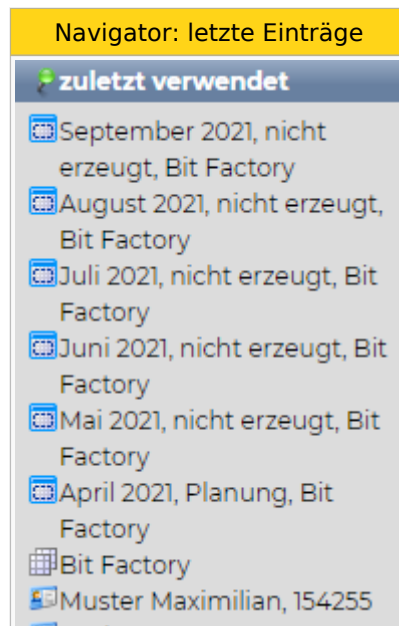 Navigator: letzte Einträge
zuletzt verwendet
September 2021, nicht
erzeugt, Bit Factory
August 2021, nicht erzeugt,
Bit Factory
Juli 2021, nicht erzeugt, Bit
Factory
Juni 2021, nicht erzeugt, Bit
Factory
Mai 2021, nicht erzeugt, Bit
Factory
April 2021, Planung, Bit
Factory
Bit Factory
Muster Maximilian, 154255